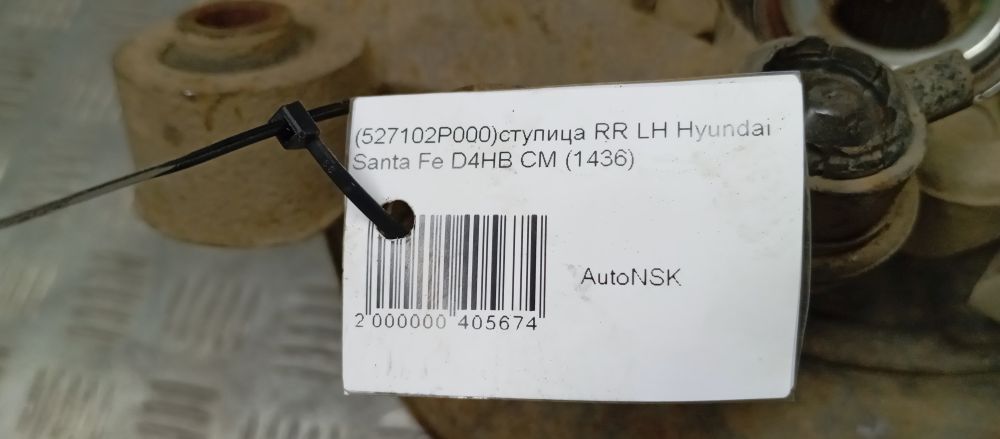 (527102P000)ступица RR LH Hyundai
Santa Fe D4HB CM (1436)
AutoNSK
2 000000 405674